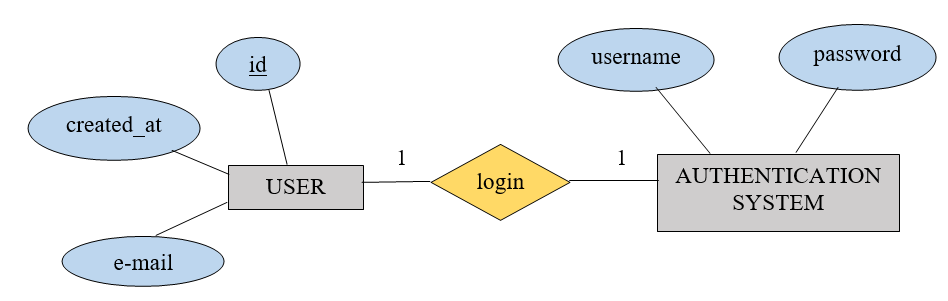 id
username
password
created_at
1
1
USER
login
AUTHENTICATION
SYSTEM
e-mail